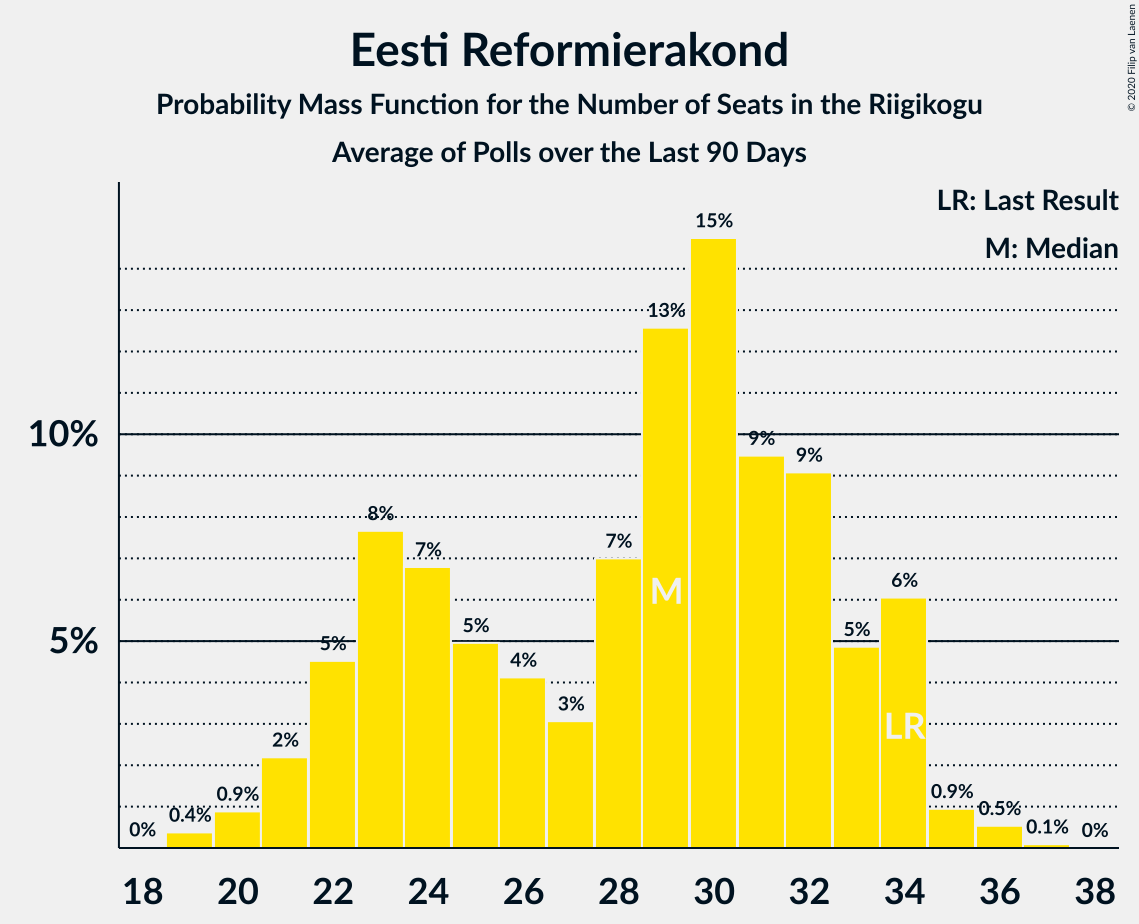 Eesti Reformierakond
Probability Mass Function for the Number of Seats in the Riigikogu
Average of Polls over the Last 90 Days
© 2020 Filip van Laenen
LR: Last Result
M: Median
10%
5%
0%
0.4%
0.9%
2%
5%
8%
7%
5%
4%
3%
7%
13%
15%
9%
9%
5%
6%
0.9%
0.5%
0.1%
0%
M
LR
18 20 22 24 26 28 30 32 34 36 38